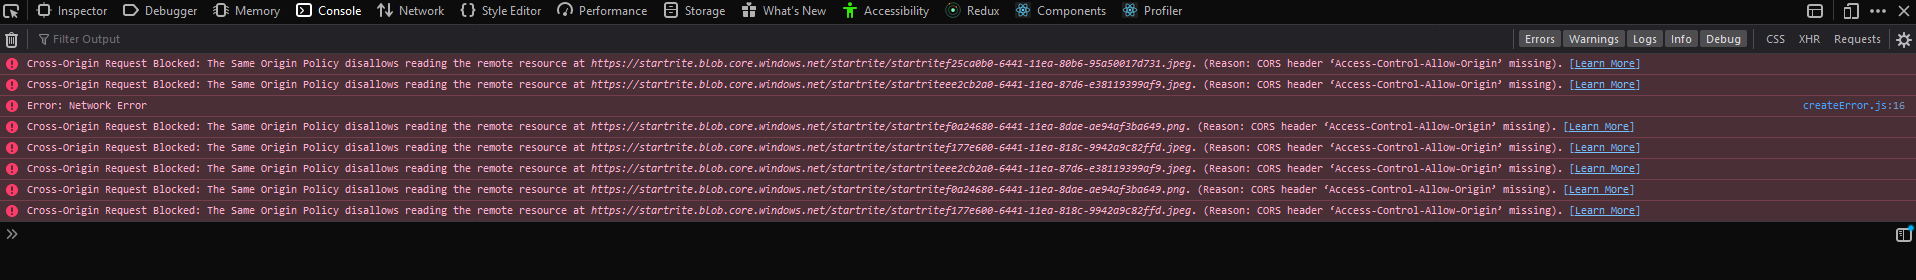 Inspector Debugger Memory Console Network Style Editor Performance Storage What's New Accessibility Redux Components Profiler
Filter Output Errors Warnings Logs Info Debug CSS XHR Requests
Cross-Origin Request Blocked: The Same Origin Policy disallows reading the remote resource at https://startrite.blob.core.windows.net/startrite/startritef25ca0b0-6441-11ea-80b6-95a50017d731.jpeg. (Reason: CORS header ‘Access-Control-Allow-Origin’ missing). [Learn More]
Cross-Origin Request Blocked: The Same Origin Policy disallows reading the remote resource at https://startrite.blob.core.windows.net/startrite/startriteee2cb2a0-6441-11ea-87d6-e38119399af9.jpeg. (Reason: CORS header ‘Access-Control-Allow-Origin’ missing). [Learn More]
Error: Network Error createError.js:16
Cross-Origin Request Blocked: The Same Origin Policy disallows reading the remote resource at https://startrite.blob.core.windows.net/startrite/startritef0a24680-6441-11ea-8dae-ae94af3ba649.png. (Reason: CORS header ‘Access-Control-Allow-Origin’ missing). [Learn More]
Cross-Origin Request Blocked: The Same Origin Policy disallows reading the remote resource at https://startrite.blob.core.windows.net/startrite/startritef177e600-6441-11ea-818c-9942a9c82ffd.jpeg. (Reason: CORS header ‘Access-Control-Allow-Origin’ missing). [Learn More]
Cross-Origin Request Blocked: The Same Origin Policy disallows reading the remote resource at https://startrite.blob.core.windows.net/startrite/startriteee2cb2a0-6441-11ea-87d6-e38119399af9.jpeg. (Reason: CORS header ‘Access-Control-Allow-Origin’ missing). [Learn More]
Cross-Origin Request Blocked: The Same Origin Policy disallows reading the remote resource at https://startrite.blob.core.windows.net/startrite/startritef0a24680-6441-11ea-8dae-ae94af3ba649.png. (Reason: CORS header ‘Access-Control-Allow-Origin’ missing). [Learn More]
Cross-Origin Request Blocked: The Same Origin Policy disallows reading the remote resource at https://startrite.blob.core.windows.net/startrite/startritef177e600-6441-11ea-818c-9942a9c82ffd.jpeg. (Reason: CORS header ‘Access-Control-Allow-Origin’ missing). [Learn More]